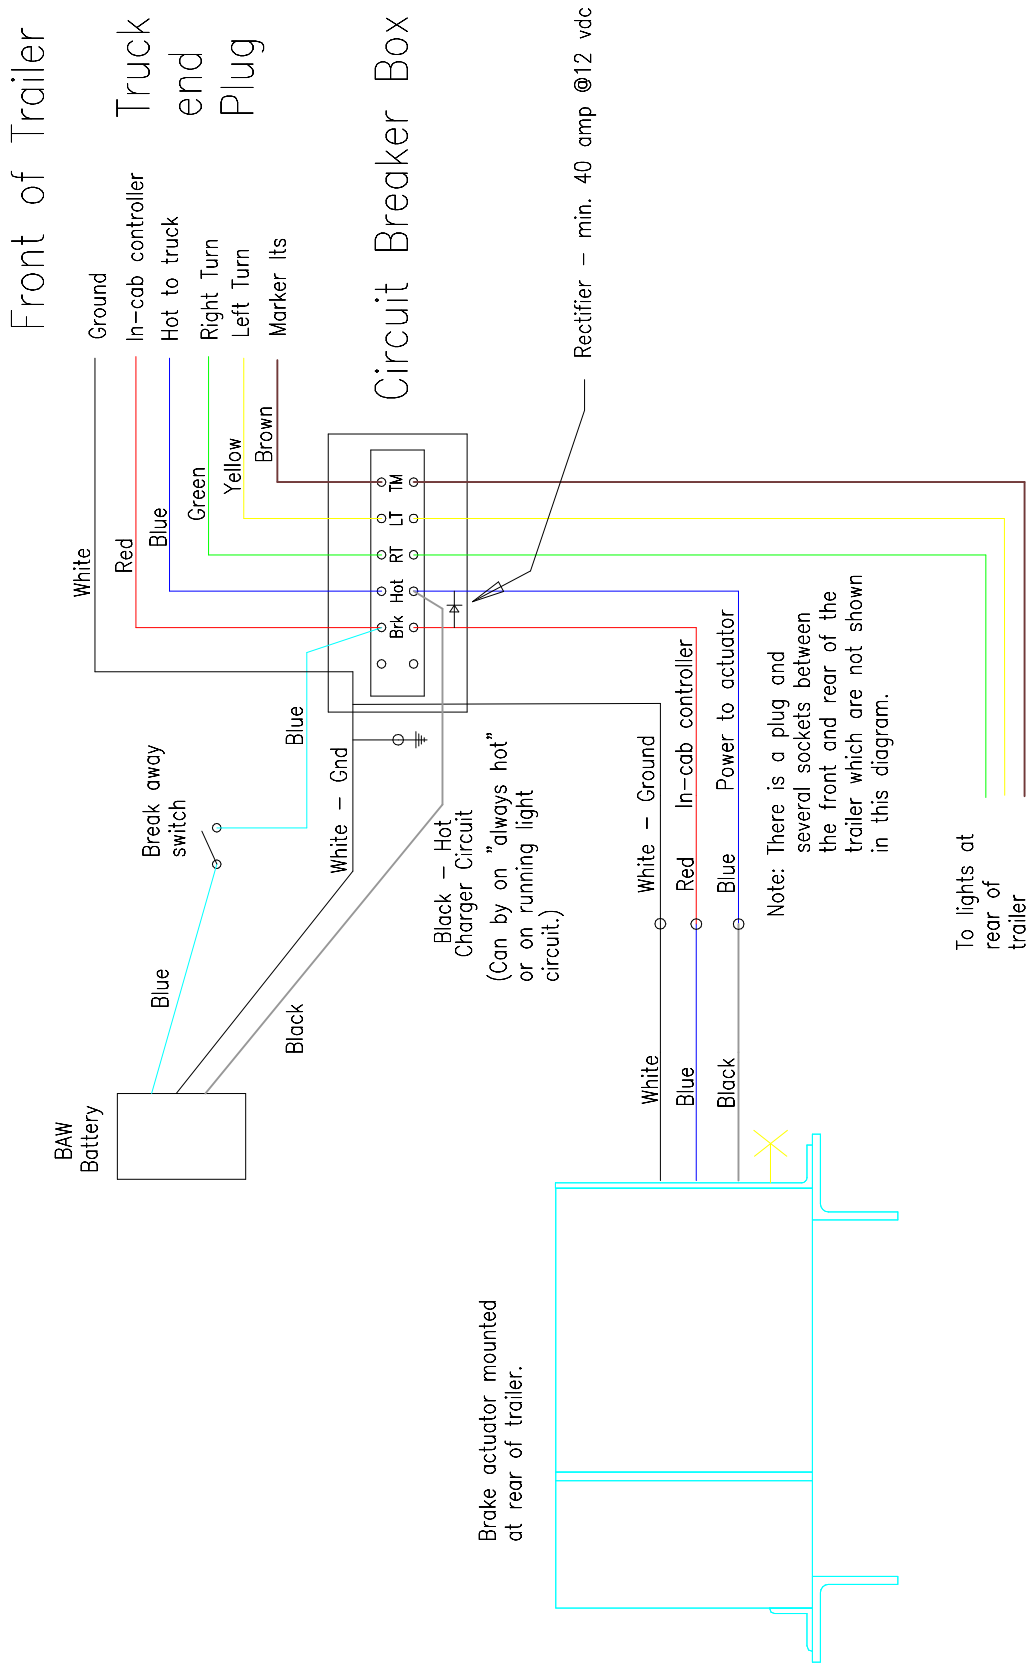 Front of Trailer
Truck
end
Plug
Ground
In-cab controller
Hot to truck
Right Turn
Left Turn
Marker lts
White
Red
Blue
Green
Yellow
Brown
Circuit Breaker Box
Rectifier - min. 40 amp @12 vdc
Brk
Hot
RT
LT
TM
Break away
switch
Blue
Blue
White - Gnd
Black
BAW
Battery
Black - Hot
Charger Circuit
(Can by on "always hot"
or on running light
circuit.)
White - Ground
Red
In-cab controller
Blue
Power to actuator
White
Blue
Black
Note: There is a plug and
several sockets between
the front and rear of the
trailer which are not shown
in this diagram.
To lights at
rear of
trailer
Brake actuator mounted
at rear of trailer.